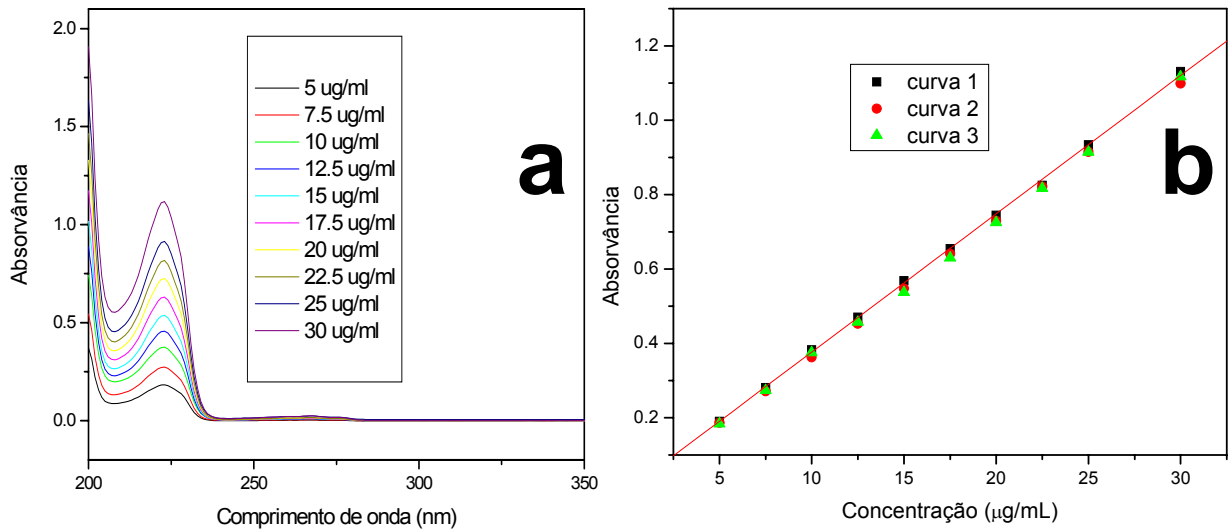 2.0
1.5
1.0
0.5
0.0
Absorvância
200
250
300
350
Comprimento de onda (nm)
5 ug/ml
7.5 ug/ml
10 ug/ml
12.5 ug/ml
15 ug/ml
17.5 ug/ml
20 ug/ml
22.5 ug/ml
25 ug/ml
30 ug/ml
a
1.2
1.0
0.8
0.6
0.4
0.2
Absorvância
5
10
15
20
25
30
Concentração (µg/mL)
curva 1
curva 2
curva 3
b